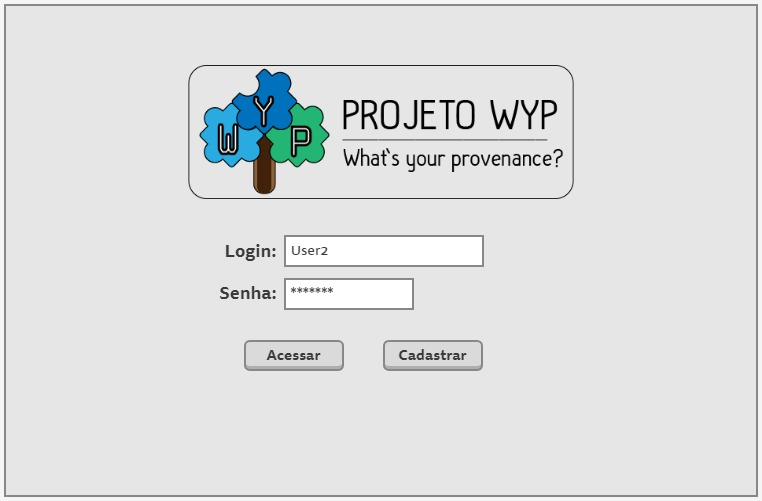 W Y P
PROJETO WYP
What's your provenance?
Login: User2
Senha: *******
Acessar Cadastrar